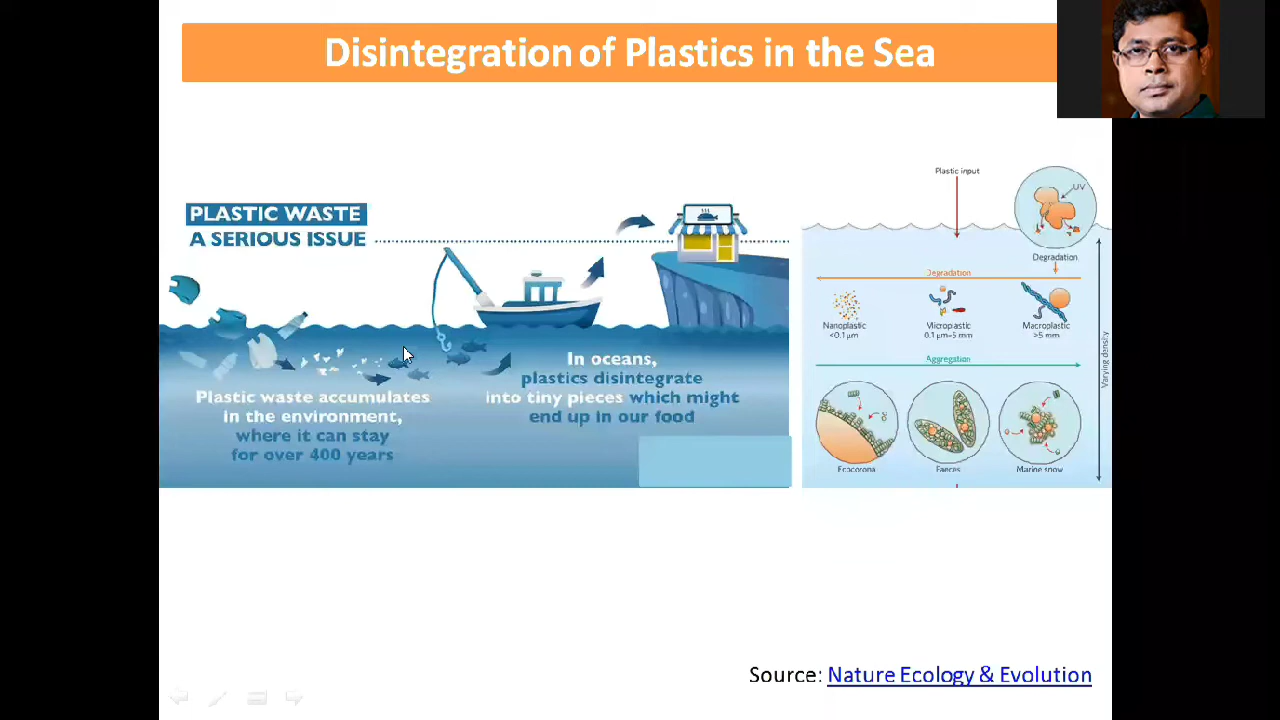 Disintegration of Plastics in the Sea
PLASTIC WASTE
A SERIOUS ISSUE
Plastic waste accumulates
in the environment,
where it can stay
for over 400 years
In oceans,
plastics disintegrate
into tiny pieces which might
end up in our food
Plastic input
UV
Degradation
Degradation
Nanoplastic
<0.1 µm
Microplastic
0.1 µm–5 mm
Macroplastic
>5 mm
Aggregation
Varying density
Ecocorona
Faeces
Marine snow
Source: Nature Ecology & Evolution